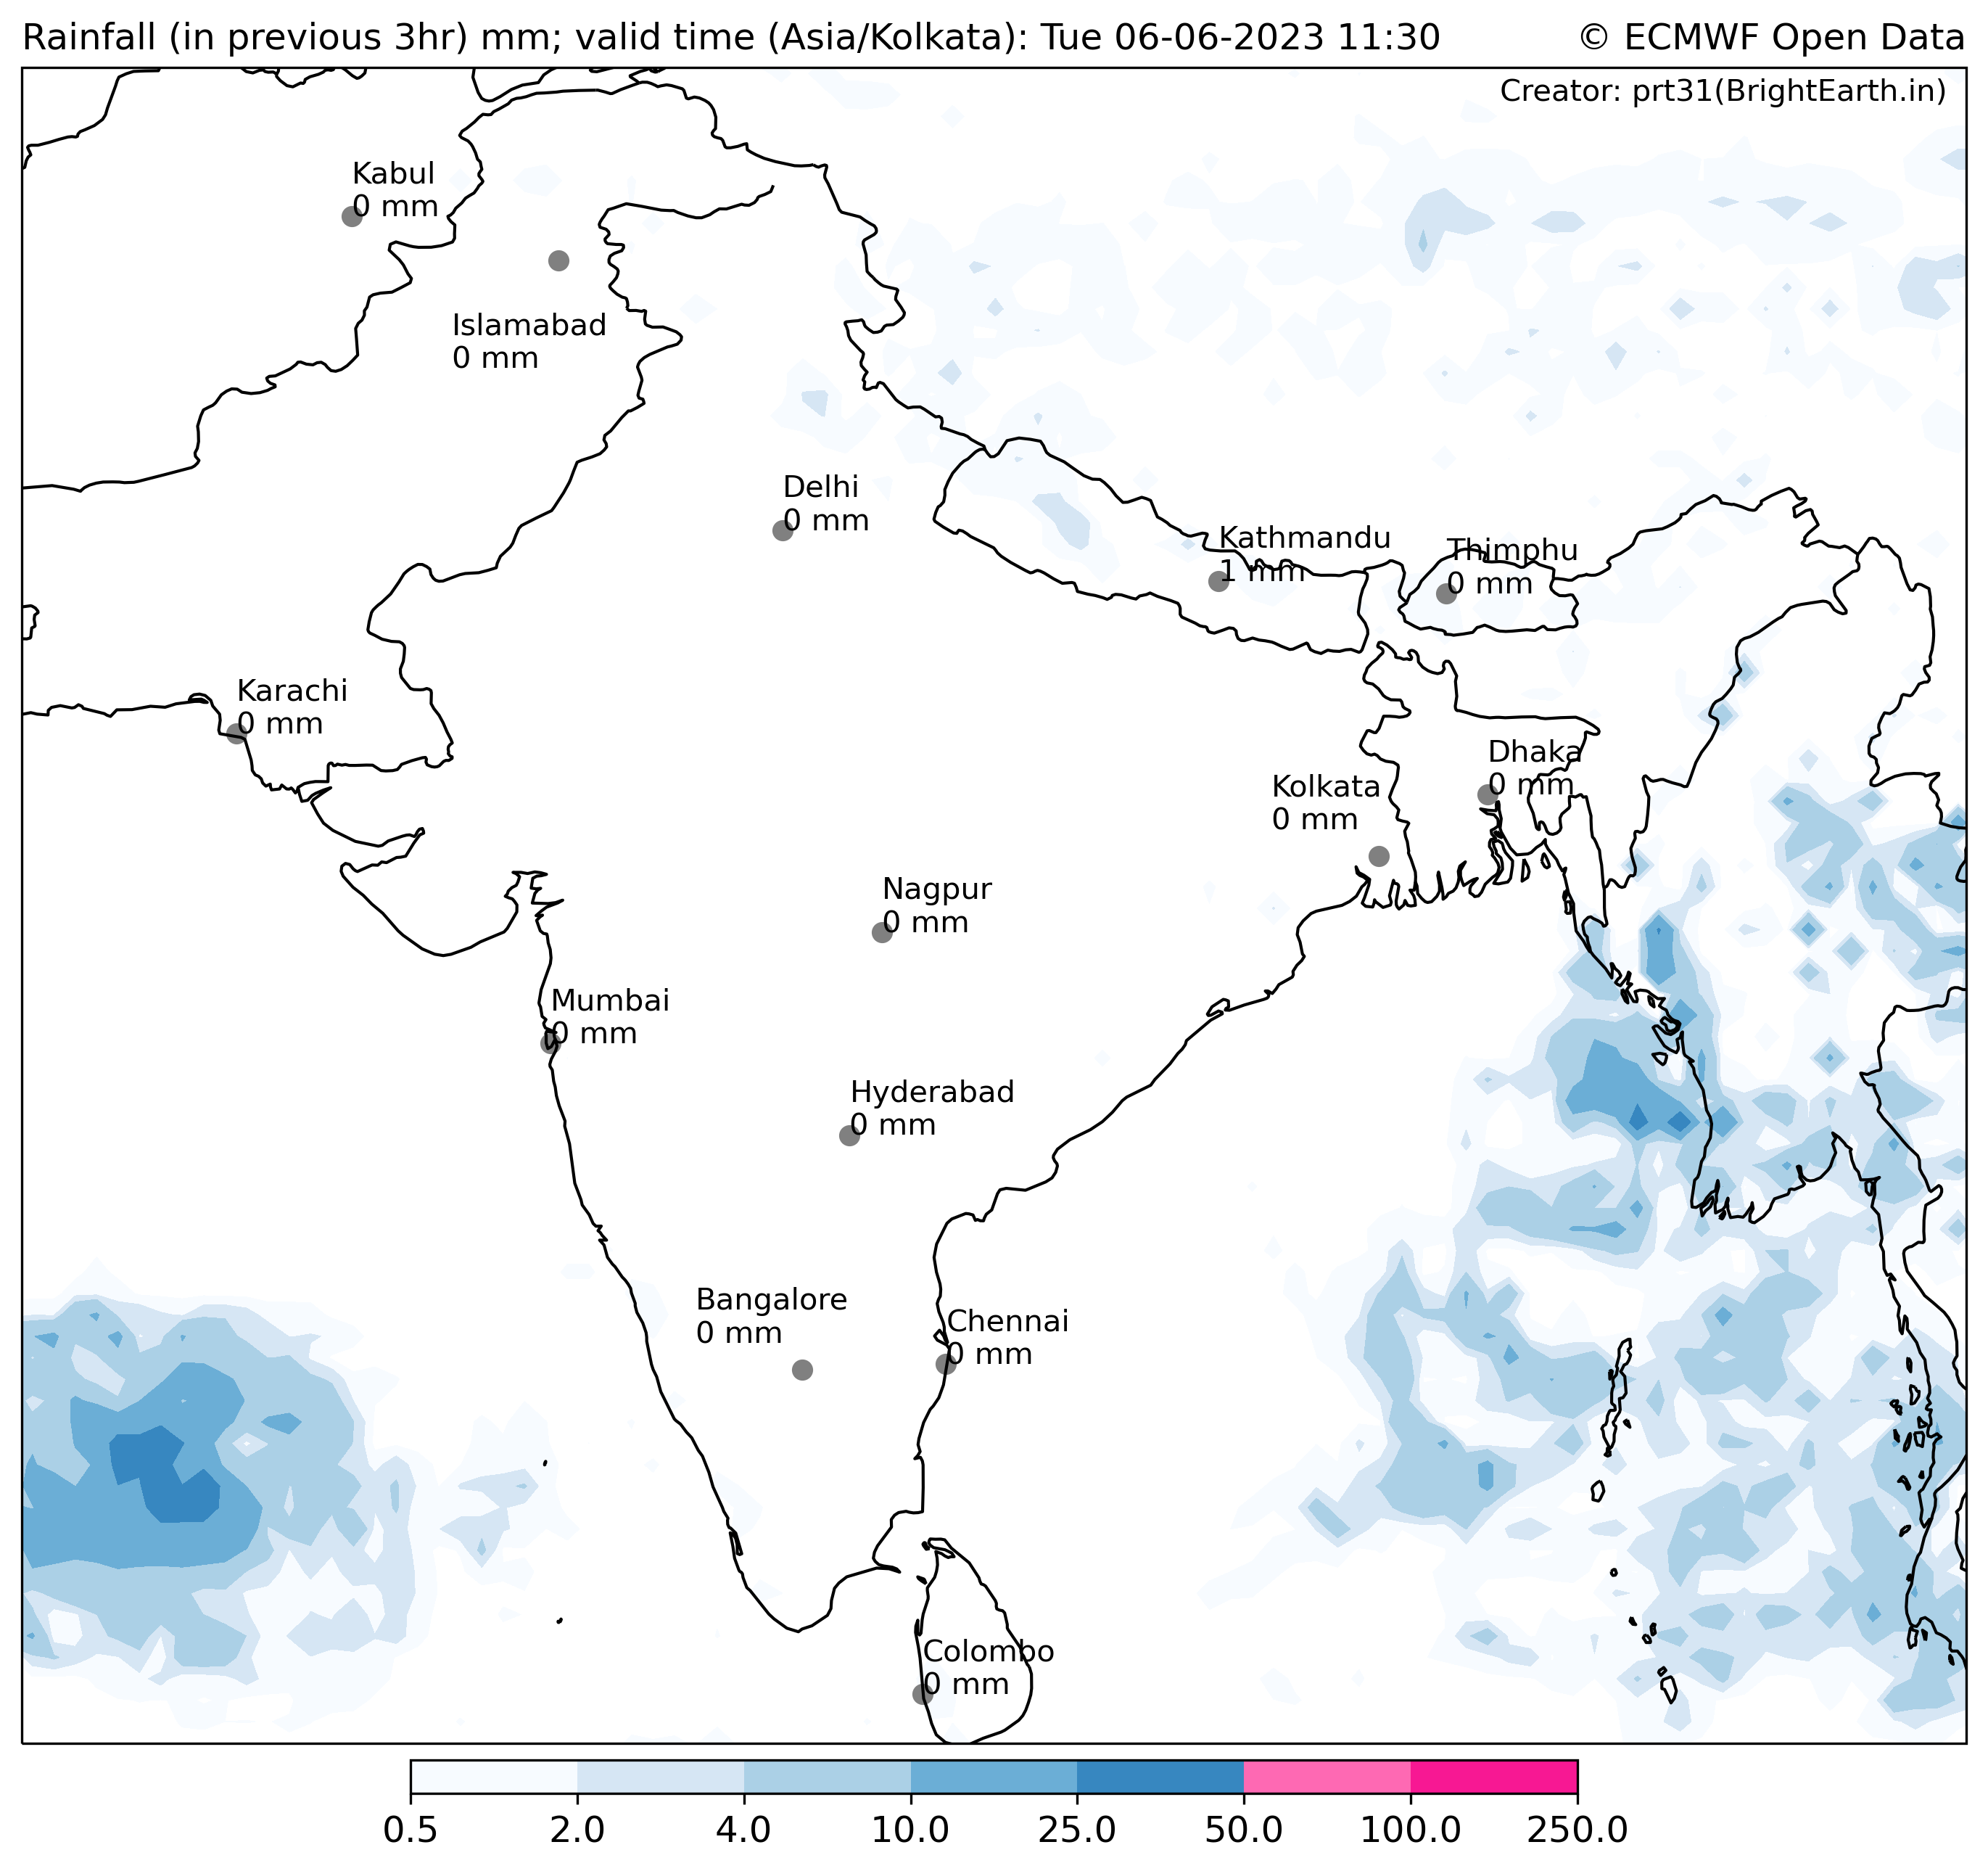 Rainfall (in previous 3hr) mm; valid time (Asia/Kolkata): Tue 06-06-2023 11:30 © ECMWF Open Data
Creator: prt31(BrightEarth.in)
Kabul
0 mm
Islamabad
0 mm
Delhi
0 mm
Kathmandu
1 mm
Thimphu
0 mm
Karachi
0 mm
Dhaka
0 mm
Kolkata
0 mm
Nagpur
0 mm
Mumbai
0 mm
Hyderabad
0 mm
Bangalore
0 mm
Chennai
0 mm
Colombo
0 mm
0.5 2.0 4.0 10.0 25.0 50.0 100.0 250.0